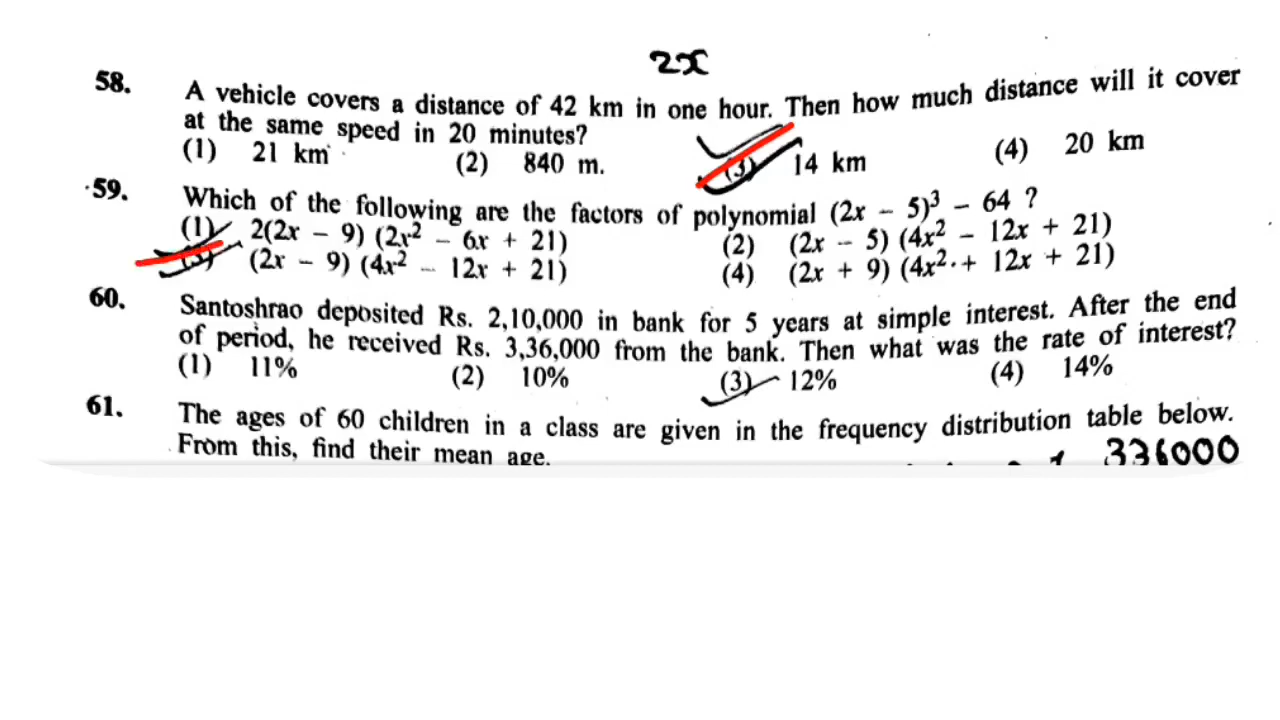 2x
58. A vehicle covers a distance of 42 km in one hour. Then how much distance will it cover
at the same speed in 20 minutes?
(1) 21 km (2) 840 m. (3) 14 km (4) 20 km
59. Which of the following are the factors of polynomial (2x – 5)³ – 64 ?
(1) 2(2x – 9) (2x² – 6x + 21) (2) (2x – 5) (4x² – 12x + 21)
(3) (2x – 9) (4x² – 12x + 21) (4) (2x + 9) (4x² + 12x + 21)
60. Santoshrao deposited Rs. 2,10,000 in bank for 5 years at simple interest. After the end
of period, he received Rs. 3,36,000 from the bank. Then what was the rate of interest?
(1) 11% (2) 10% (3) 12% (4) 14%
61. The ages of 60 children in a class are given in the frequency distribution table below.
From this, find their mean age.
336000